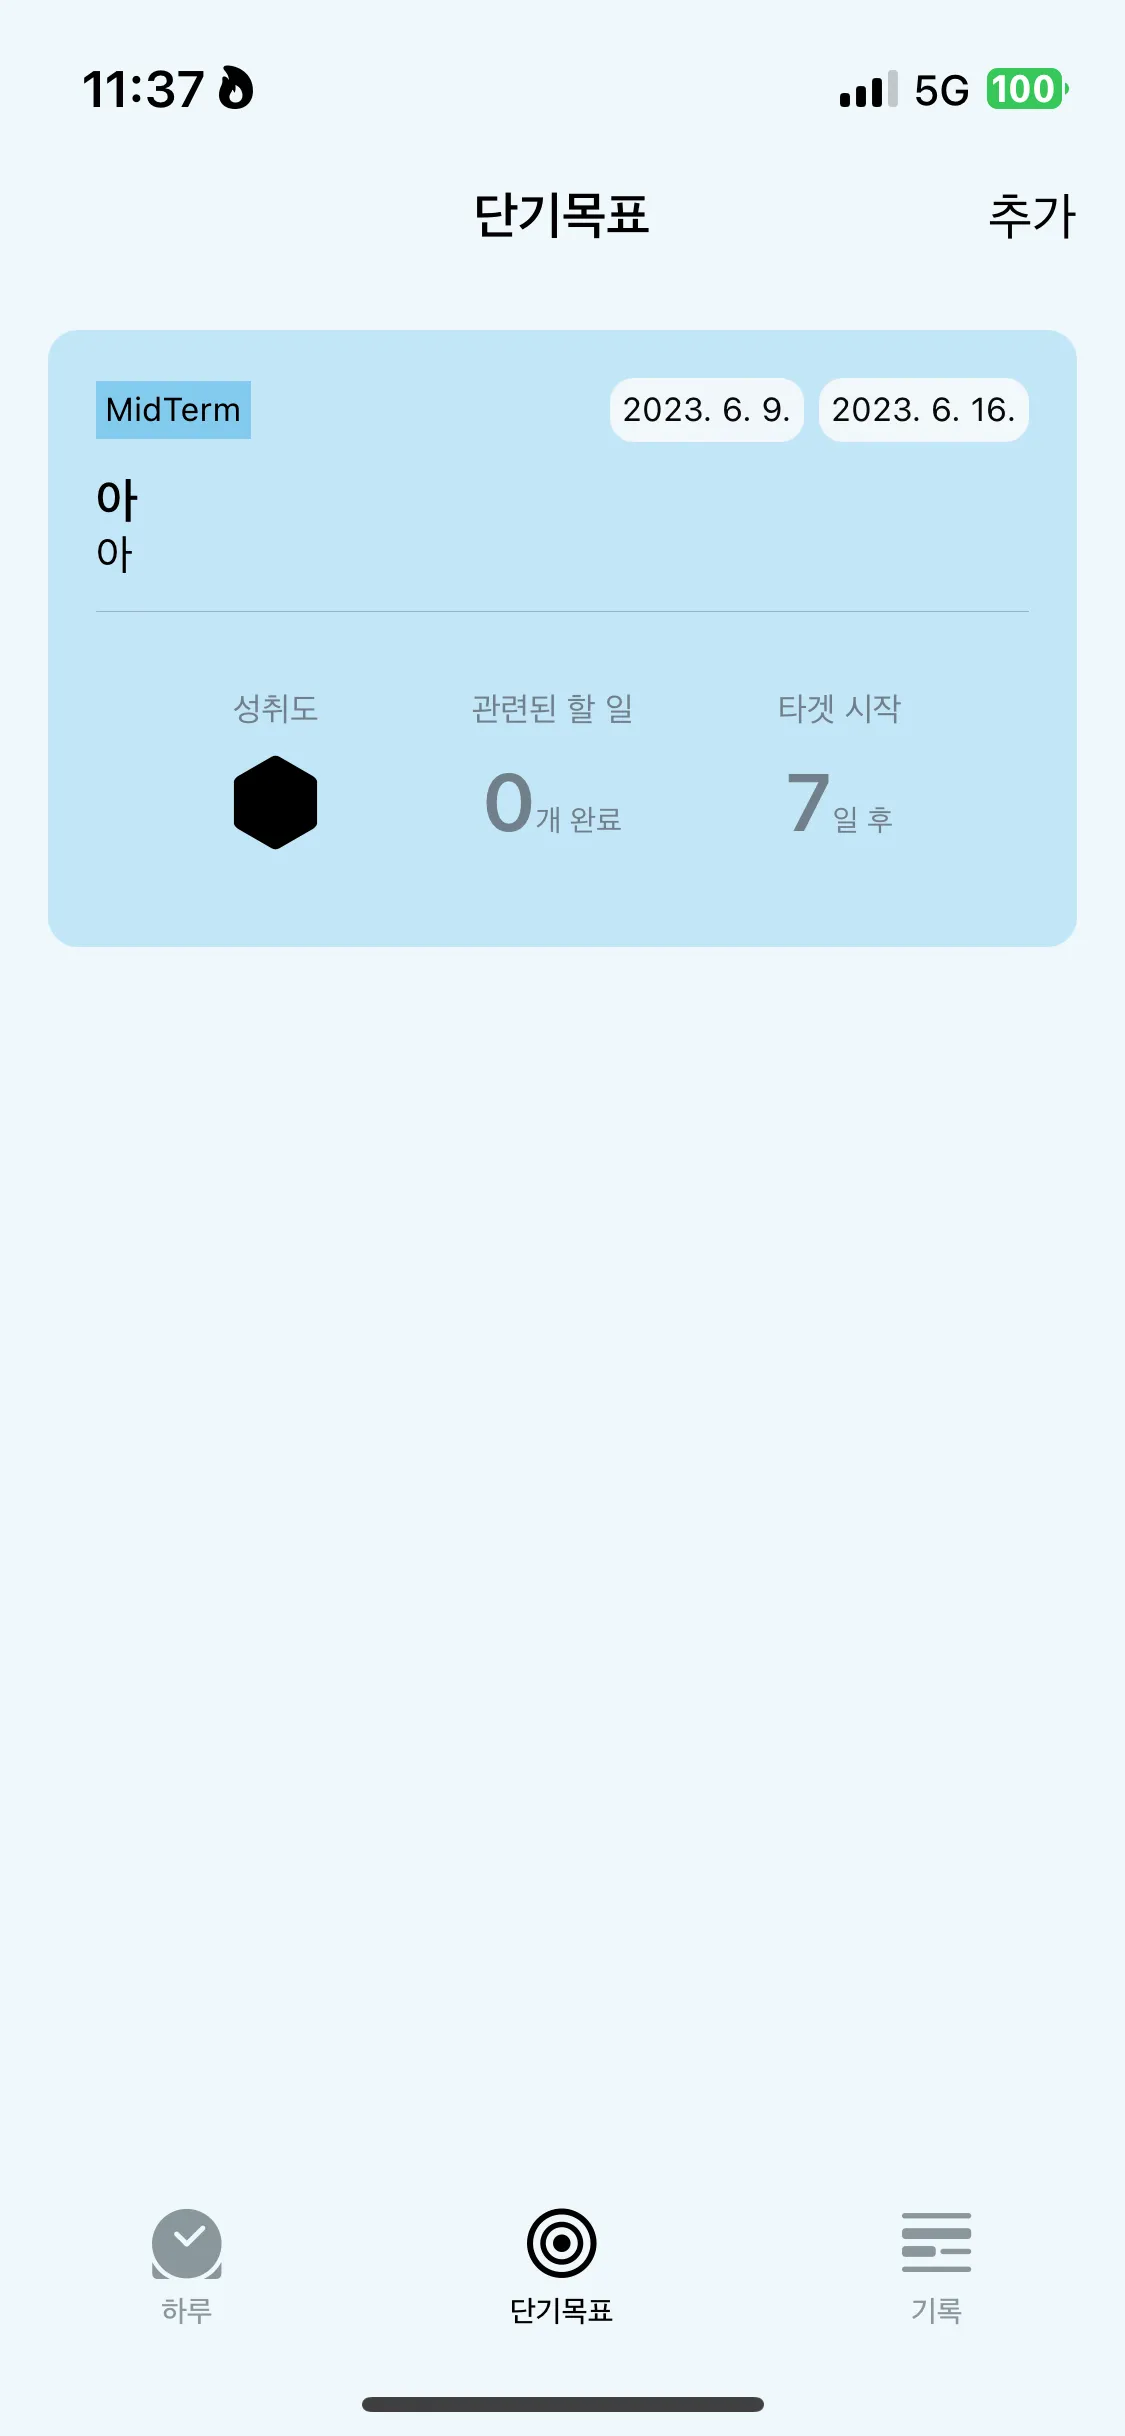 11:37 5G 100
단기목표 추가
MidTerm 2023. 6. 9. 2023. 6. 16.
아
아
성취도 관련된 할 일 타겟 시작
0개 완료 7일 후
하루 단기목표 기록